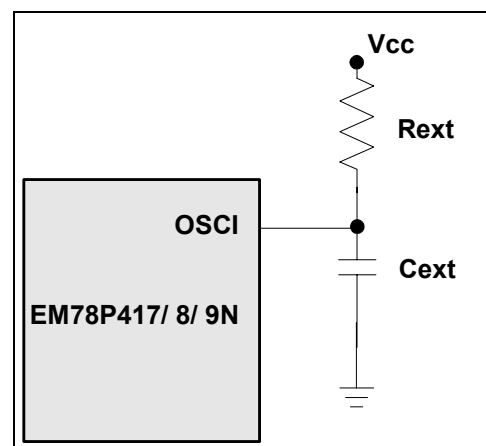 Vcc
Rext
OSCI
Cext
EM78P417/ 8/ 9N